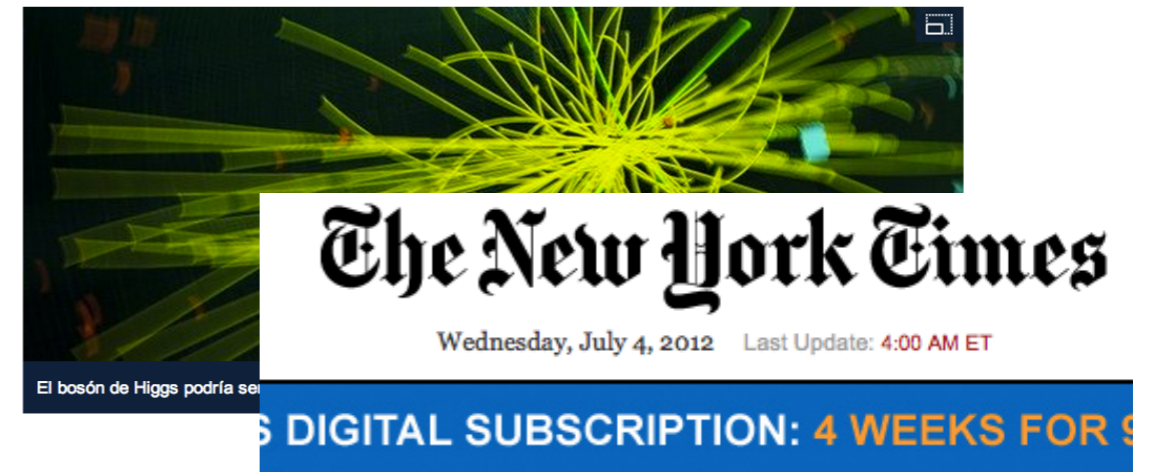 The New York Times
Wednesday, July 4, 2012 Last Update: 4:00 AM ET
El bosón de Higgs podría
DIGITAL SUBSCRIPTION: 4 WEEKS FOR